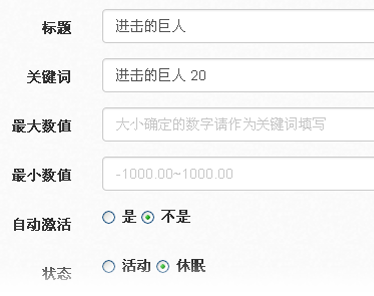 标题 进击的巨人
关键词 进击的巨人 20
最大数值 大小确定的数字请作为关键词填写
最小数值 -1000.00~1000.00
自动激活 是 不是
状态 活动 休眠